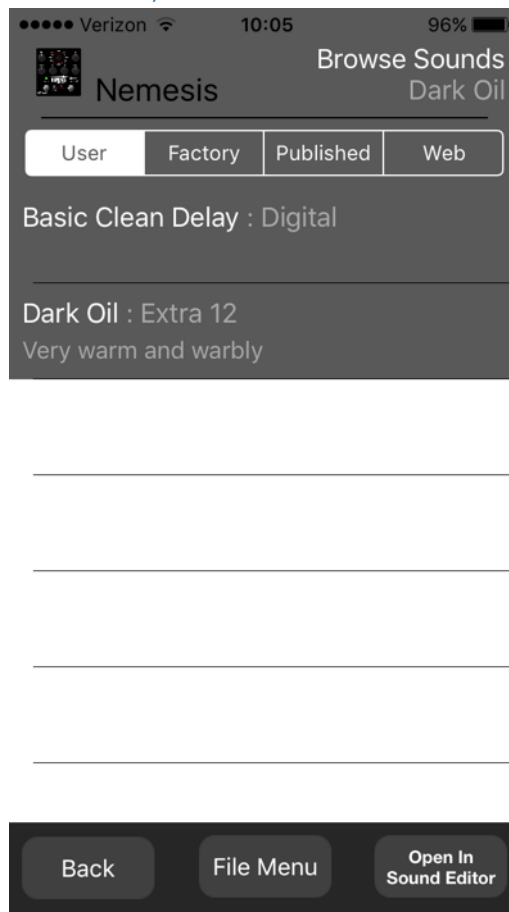 Verizon 10:05 96%
Browse Sounds
Nemesis Dark Oil
User Factory Published Web
Basic Clean Delay : Digital
Dark Oil : Extra 12
Very warm and warbly
Back File Menu Open In
Sound Editor